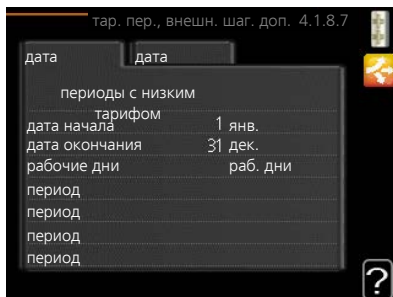 тар. пер., внешн. шаг. доп. 4.1.8.7
дата дата
периоды с низким
тарифом
дата начала 1 янв.
дата окончания 31 дек.
рабочие дни раб. дни
период
период
период
период
?